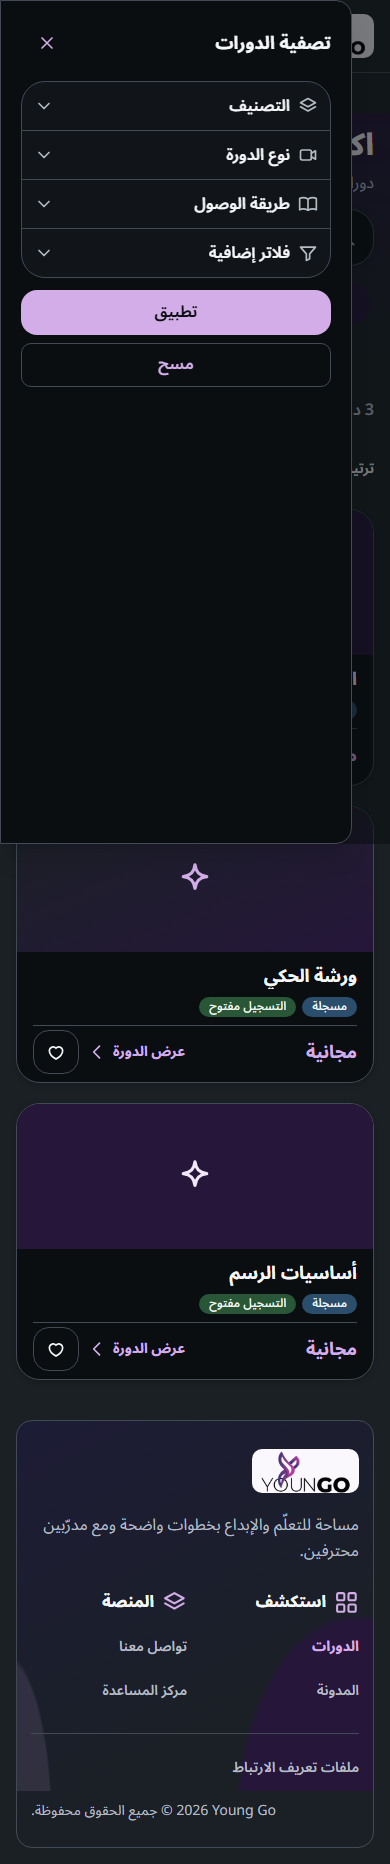 تصفية الدورات
التصنيف
نوع الدورة
طريقة الوصول
فلاتر إضافية
تطبيق
مسح
3 د
ورشة الحكي
مسجلة التسجيل مفتوح
مجانية عرض الدورة
أساسيات الرسم
مسجلة التسجيل مفتوح
مجانية عرض الدورة
YOUNGO
مساحة للتعلّم والإبداع بخطوات واضحة ومع مدرّبين
محترفين.
استكشف المنصة
الدورات تواصل معنا
المدونة مركز المساعدة
ملفات تعريف الارتباط
Young Go 2026 © جميع الحقوق محفوظة.